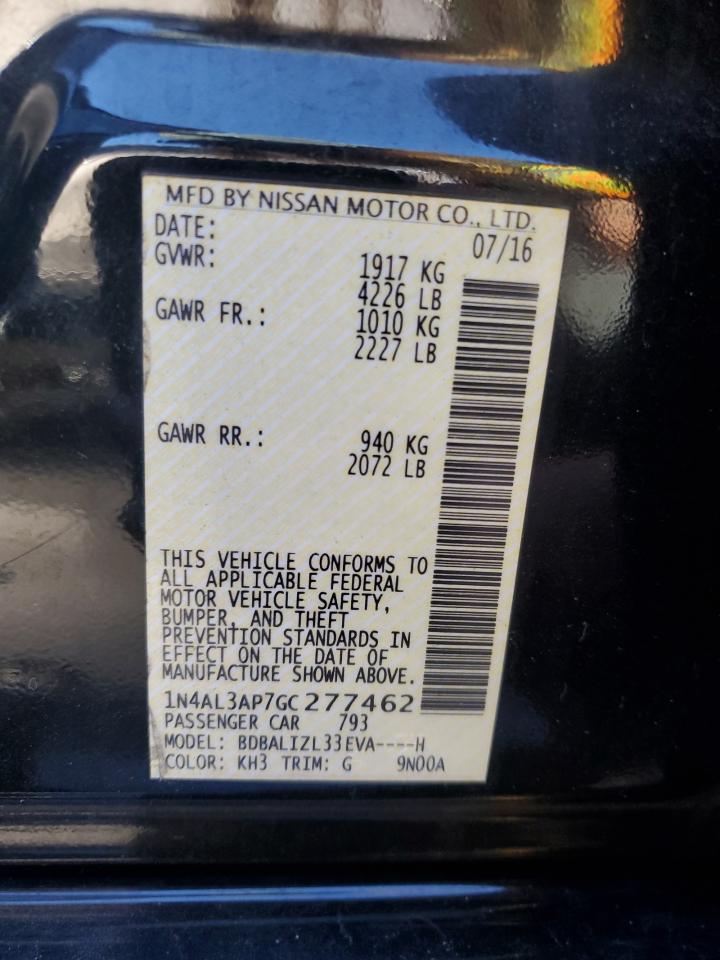 MFD BY NISSAN MOTOR CO., LTD.
DATE: 07/16
GVWR: 1917 KG
4226 LB
GAWR FR.: 1010 KG
2227 LB
GAWR RR.: 940 KG
2072 LB
THIS VEHICLE CONFORMS TO
ALL APPLICABLE FEDERAL
MOTOR VEHICLE SAFETY,
BUMPER, AND THEFT
PREVENTION STANDARDS IN
EFFECT ON THE DATE OF
MANUFACTURE SHOWN ABOVE.
1N4AL3AP7GC277462
PASSENGER CAR 793
MODEL: BDBALIZL33EVA----H
COLOR: KH3 TRIM: G 9N00A